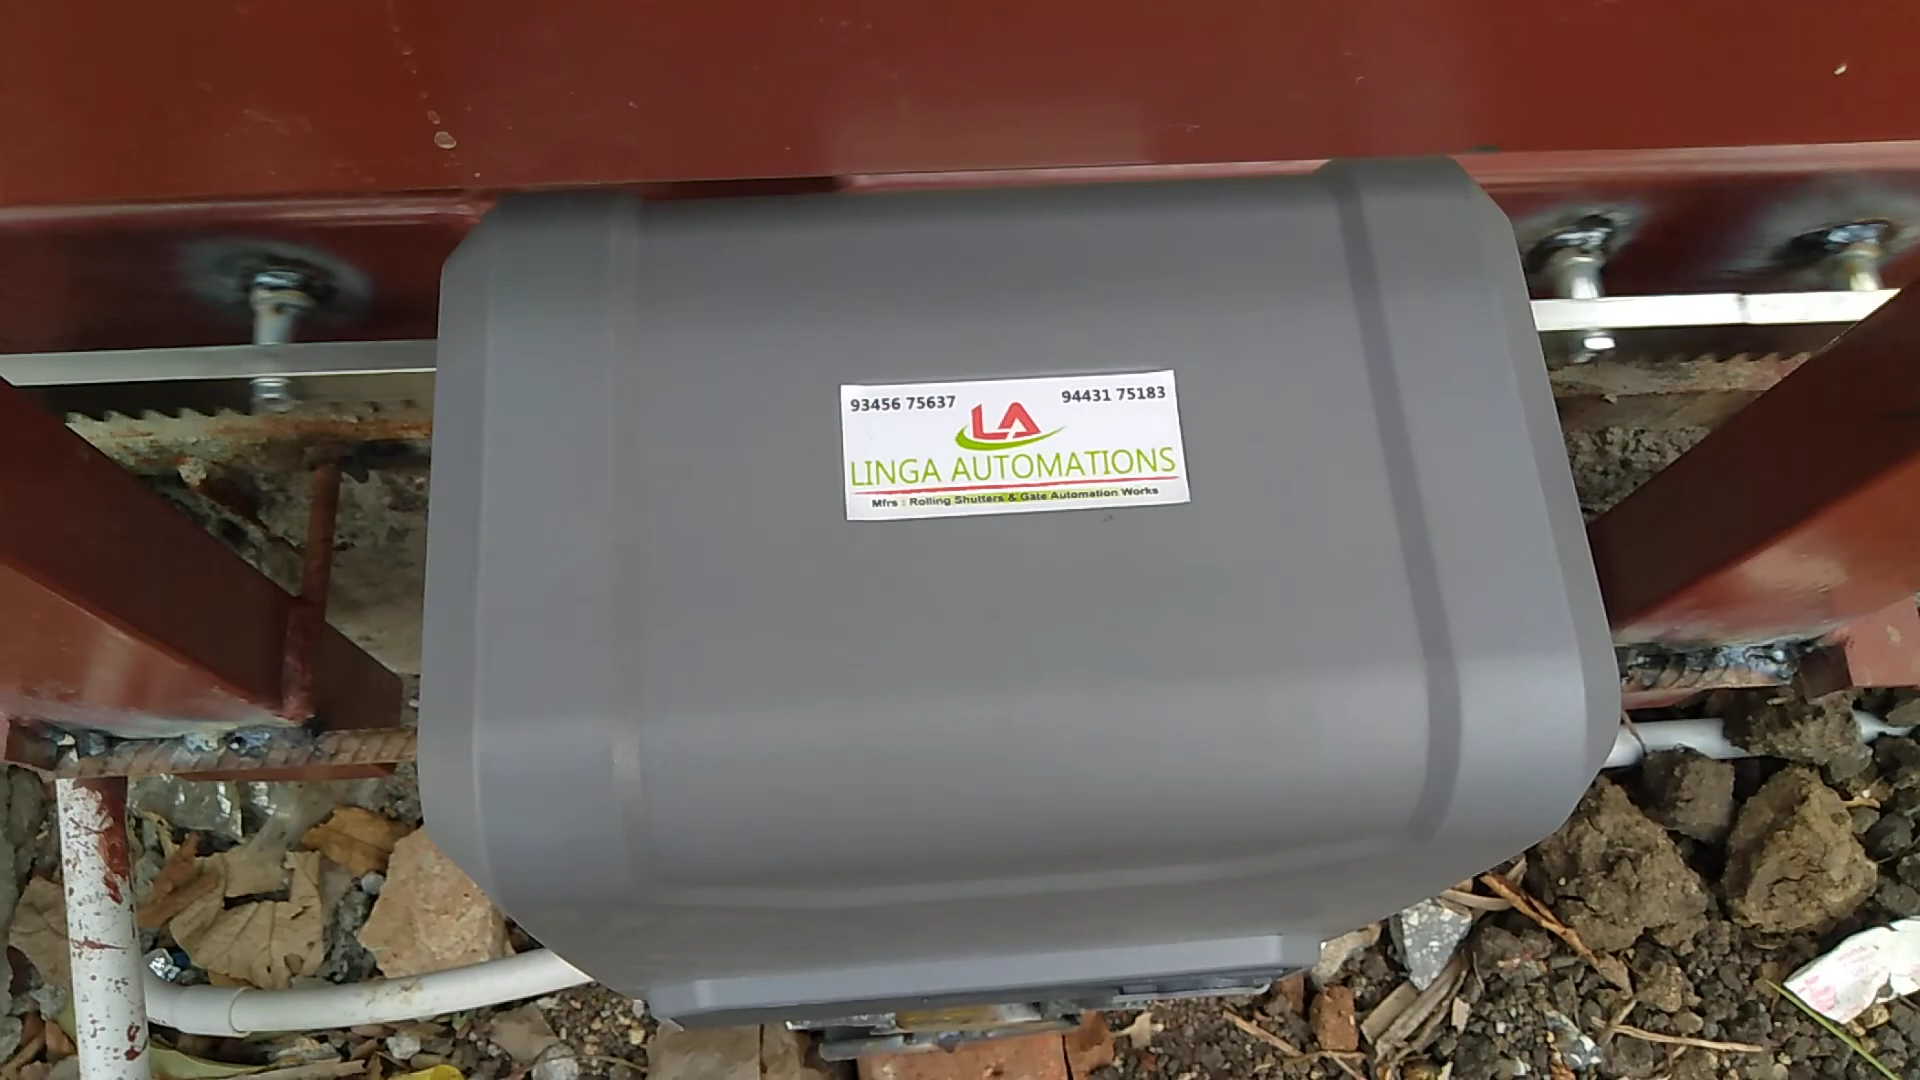 93456 75637 94431 75183
LA
LINGA AUTOMATIONS
Mfrs : Rolling Shutters & Gate Automation Works